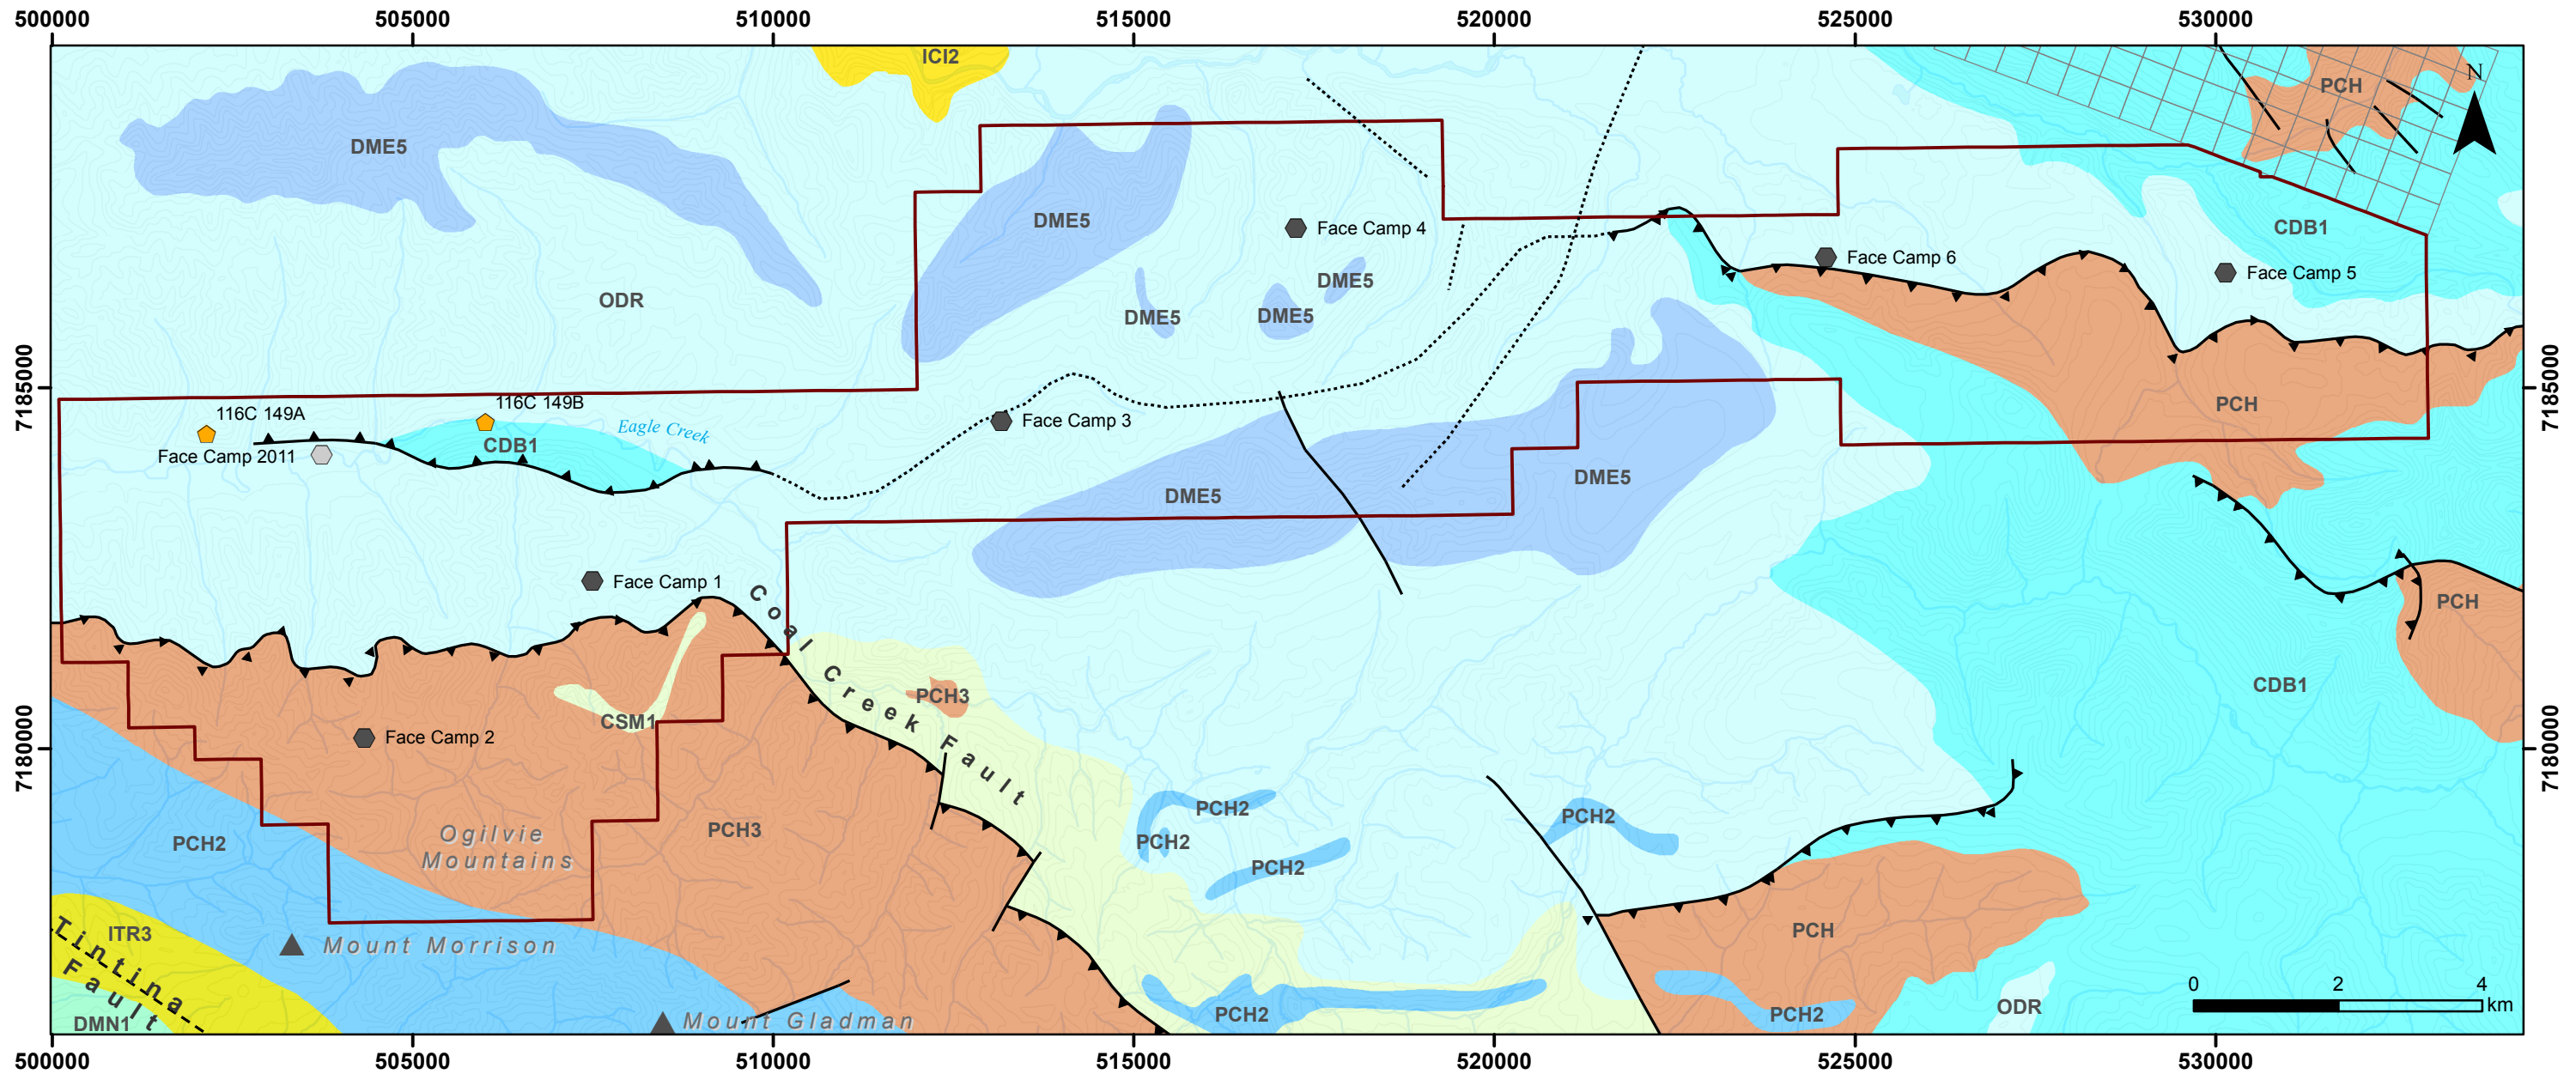 500000 505000 510000 515000 520000 525000 530000
ICI2
PCH
N
DME5
DME5
CDB1
Face Camp 4
Face Camp 6
Face Camp 5
DME5
ODR
DME5
DME5
7185000
7185000
116C 149A
116C 149B
Eagle Creek
CDB1
Face Camp 2011
Face Camp 3
PCH
DME5
DME5
Face Camp 1
Coal Creek Fault
PCH
CDB1
CSM1
PCH3
Face Camp 2
7180000
7180000
PCH2
Ogilvie
Mountains
PCH3
PCH2
PCH2
PCH2
PCH2
ITR3
Mount Morrison
PCH
Tintina
Fault
DMN1
Mount Gladman
PCH2
PCH2
ODR
0 2 4
km
500000 505000 510000 515000 520000 525000 530000